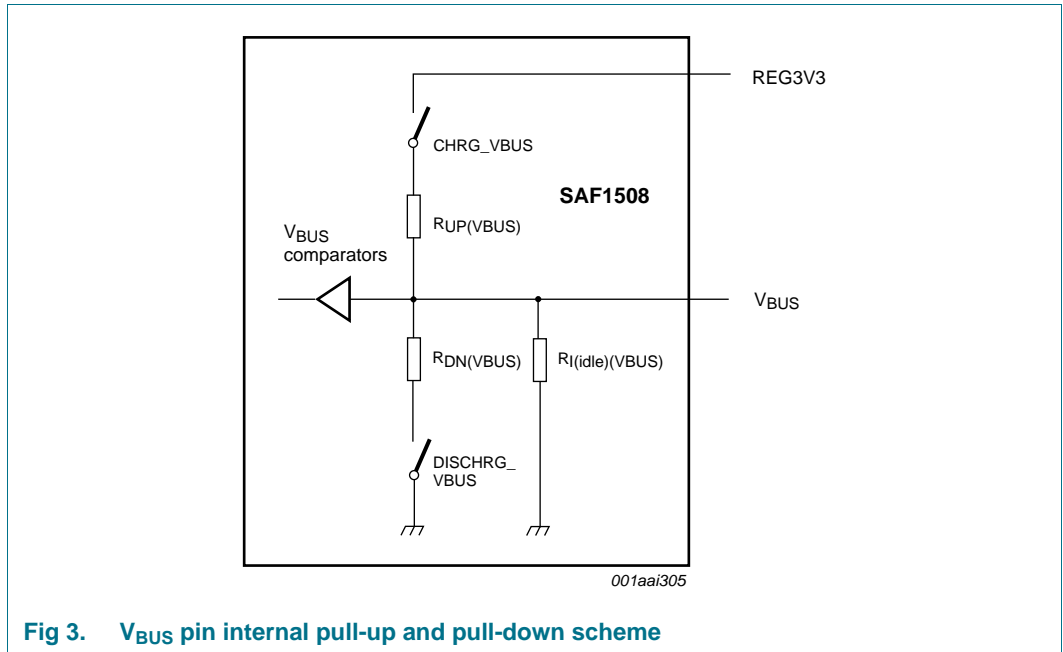 REG3V3
CHRG_VBUS
SAF1508
RUP(VBUS)
VBUS
comparators
VBUS
RDN(VBUS)
RI(idle)(VBUS)
DISCHRG_
VBUS
001aai305
Fig 3. VBUS pin internal pull-up and pull-down scheme